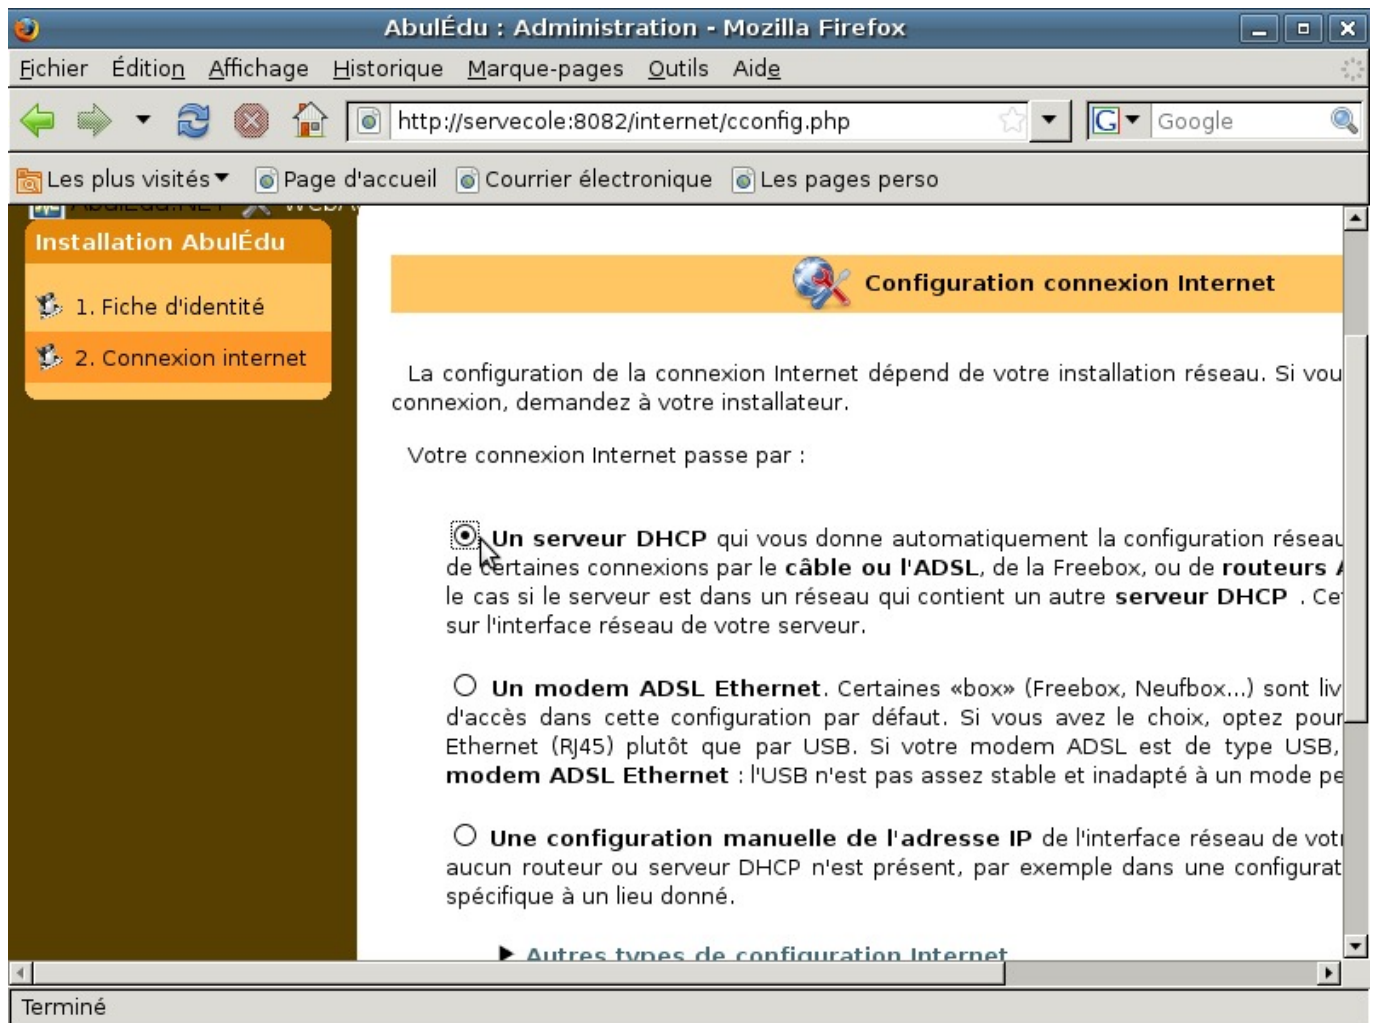 AbulÉdu : Administration - Mozilla Firefox
Fichier Édition Affichage Historique Marque-pages Outils Aide
http://servecole:8082/internet/cconfig.php
G Google
Les plus visités Page d'accueil Courrier électronique Les pages perso
AbulEdu.NET
Installation AbulÉdu
1. Fiche d'identité
2. Connexion internet
Configuration connexion Internet
La configuration de la connexion Internet dépend de votre installation réseau. Si vou
connexion, demandez à votre installateur.
Votre connexion Internet passe par :
Un serveur DHCP qui vous donne automatiquement la configuration réseau
de certaines connexions par le câble ou l'ADSL, de la Freebox, ou de routeurs A
le cas si le serveur est dans un réseau qui contient un autre serveur DHCP . Ce
sur l'interface réseau de votre serveur.
Un modem ADSL Ethernet. Certaines «box» (Freebox, Neufbox...) sont liv
d'accès dans cette configuration par défaut. Si vous avez le choix, optez pour
Ethernet (RJ45) plutôt que par USB. Si votre modem ADSL est de type USB,
modem ADSL Ethernet : l'USB n'est pas assez stable et inadapté à un mode pe
Une configuration manuelle de l'adresse IP de l'interface réseau de votr
aucun routeur ou serveur DHCP n'est présent, par exemple dans une configurat
spécifique à un lieu donné.
Autres types de configuration Internet
Terminé